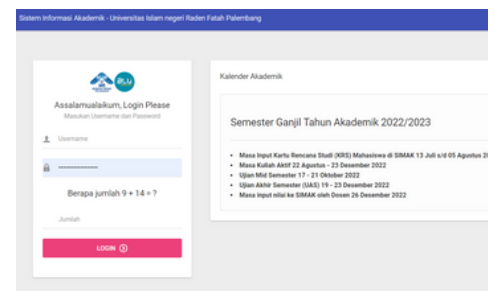 Sistem Informasi Akademik - Universitas Islam negeri Raden Fatah Palembang
Assalamualaikum, Login Please
Masukan Username dan Password
Username
Berapa jumlah 9 + 14 = ?
Jumlah
LOGIN
Kalender Akademik
Semester Ganjil Tahun Akademik 2022/2023
Masa Input Kartu Rencana Studi (KRS) Mahasiswa di SIMAK 13 Juli s/d 05 Agustus
Masa Kuliah Aktif 22 Agustus - 23 Desember 2022
Ujian Mid Semester 17 - 21 Oktober 2022
Ujian Akhir Semester (UAS) 19 - 23 Desember 2022
Masa input nilai ke SIMAK oleh Dosen 26 Desember 2022